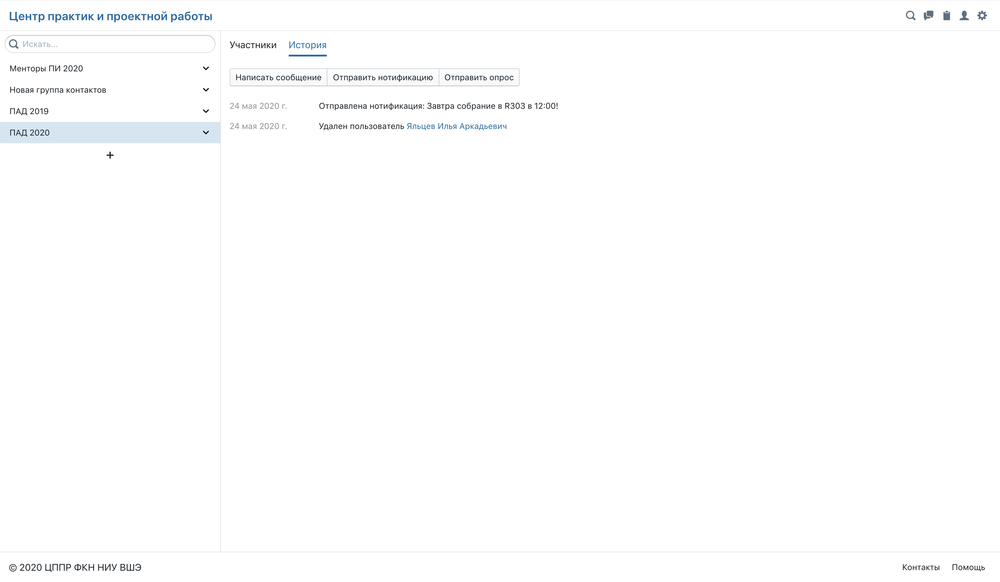 Центр практик и проектной работы
Искать...
Менторы ПИ 2020
Новая группа контактов
ПАД 2019
ПАД 2020
Участники История
Написать сообщение Отправить нотификацию Отправить опрос
24 мая 2020 г. Отправлена нотификация: Завтра собрание в R303 в 12:00!
24 мая 2020 г. Удален пользователь Яльцев Илья Аркадьевич
© 2020 ЦППР ФКН НИУ ВШЭ
Контакты Помощь